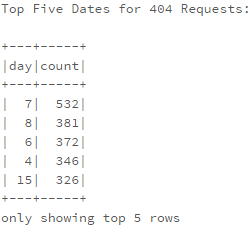 Top Five Dates for 404 Requests:
+---+-----+
|day|count|
+---+-----+
|  7|  532|
|  8|  381|
|  6|  372|
|  4|  346|
| 15|  326|
+---+-----+
only showing top 5 rows